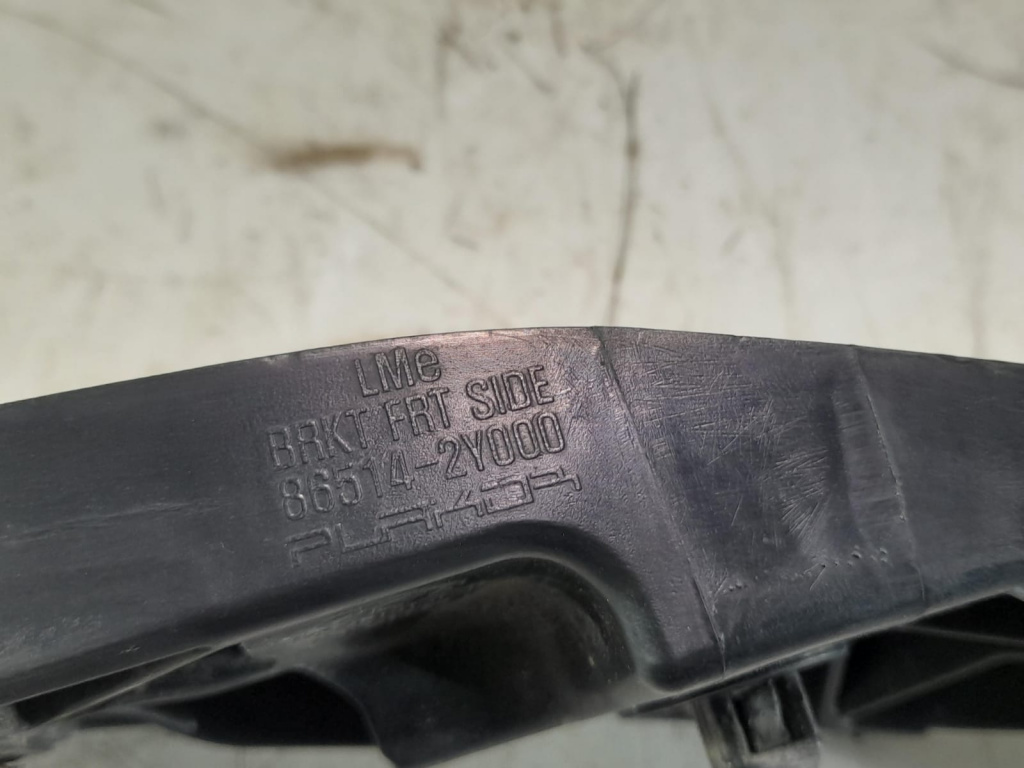 LMe
BRKT FRT SIDE
86514-2Y000
PLAKOR